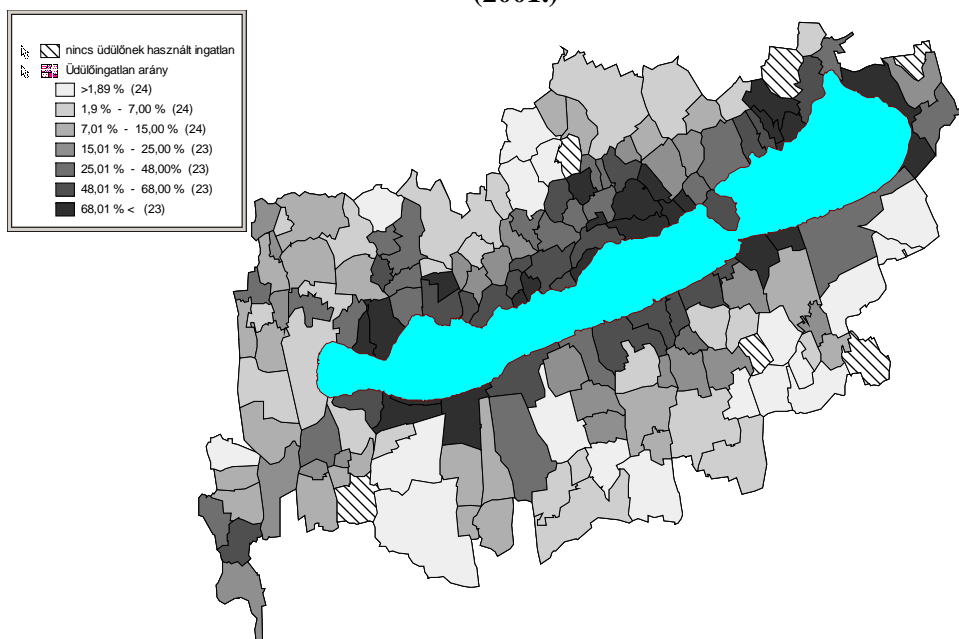 (2001.)
nincs üdülőnek használt ingatlan
Üdülőingatlan arány
>1,89 % (24)
1,9 % - 7,00 % (24)
7,01 % - 15,00 % (24)
15,01 % - 25,00 % (23)
25,01 % - 48,00% (23)
48,01 % - 68,00 % (23)
68,01 % < (23)